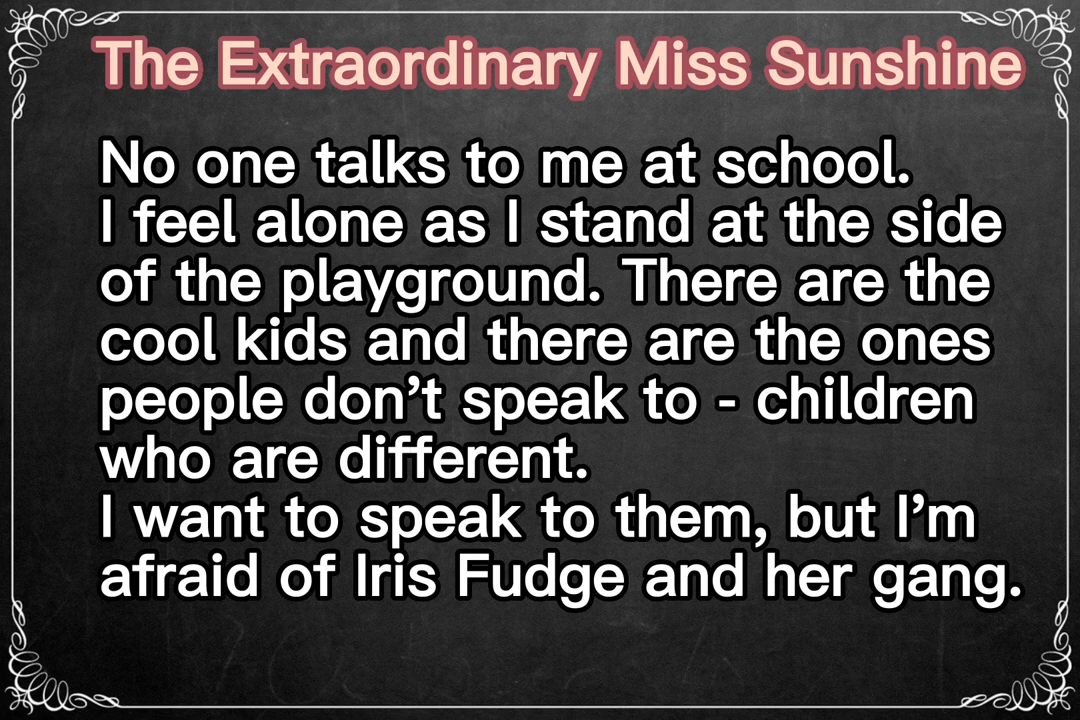 The Extraordinary Miss Sunshine
No one talks to me at school.
I feel alone as I stand at the side
of the playground. There are the
cool kids and there are the ones
people don’t speak to - children
who are different.
I want to speak to them, but I’m
afraid of Iris Fudge and her gang.